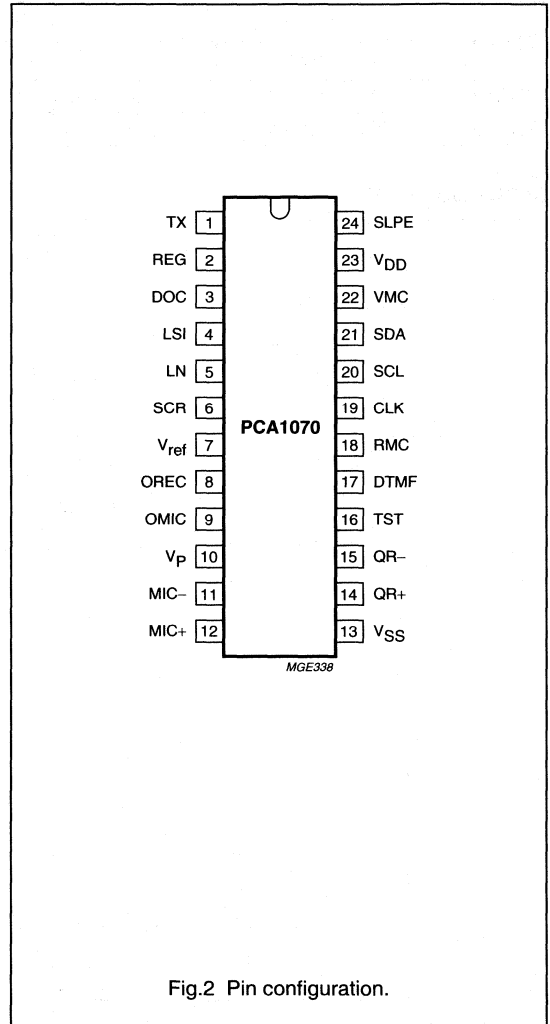 TX 1 24 SLPE
REG 2 23 VDD
DOC 3 22 VMC
LSI 4 21 SDA
LN 5 20 SCL
SCR 6 19 CLK
PCA1070
Vref 7 18 RMC
OREC 8 17 DTMF
OMIC 9 16 TST
VP 10 15 QR−
MIC− 11 14 QR+
MIC+ 12 13 VSS
MGE338
Fig.2 Pin configuration.